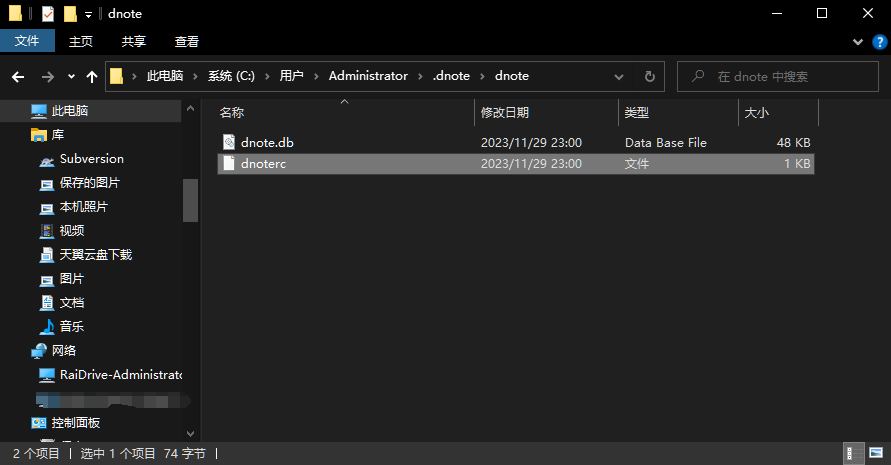 dnote
文件 主页 共享 查看
此电脑 系统 (C:) 用户 Administrator .dnote dnote 在 dnote 中搜索
名称 修改日期 类型 大小
dnote.db 2023/11/29 23:00 Data Base File 48 KB
dnoterc 2023/11/29 23:00 文件 1 KB
此电脑
库
Subversion
保存的图片
本机照片
视频
天翼云盘下载
图片
文档
音乐
网络
RaiDrive-Administrato
控制面板
2 个项目 选中 1 个项目 74 字节